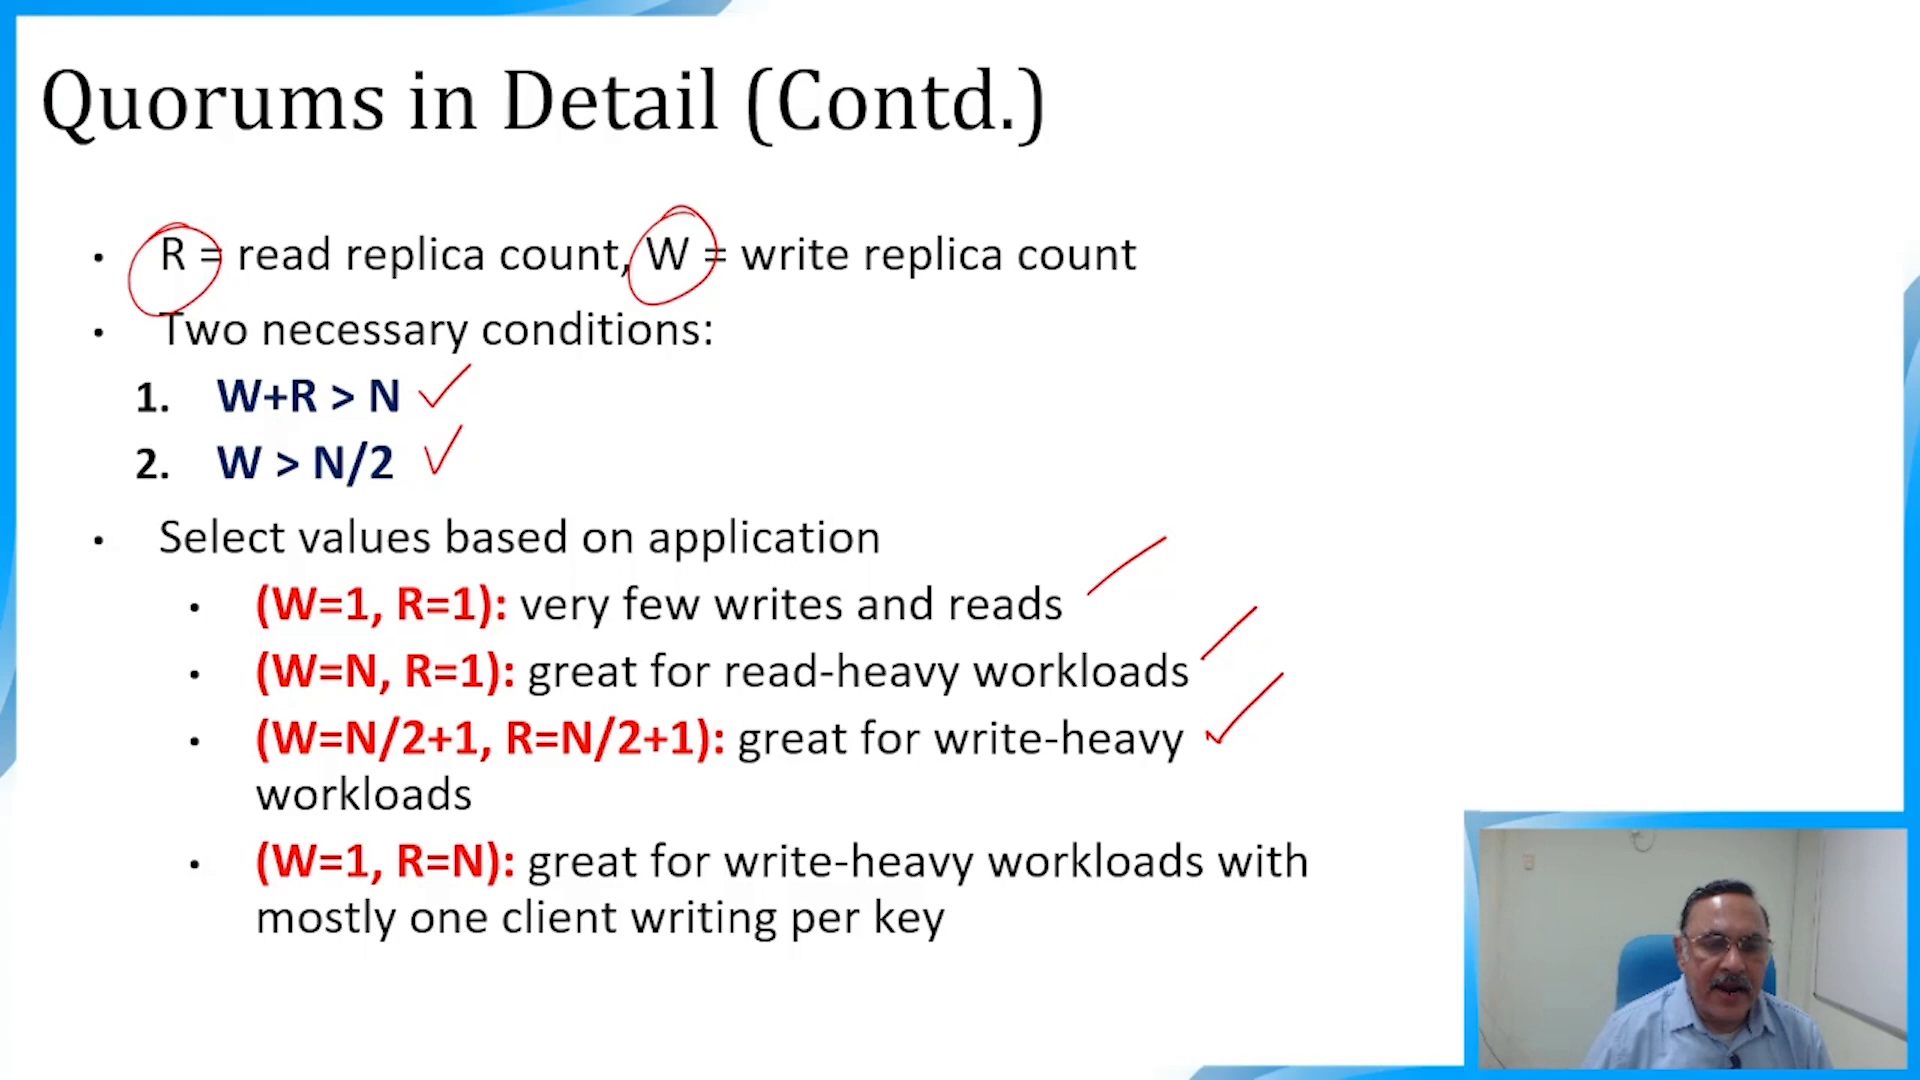 Quorums in Detail (Contd.)
• R = read replica count, W = write replica count
• Two necessary conditions:
1. W+R > N
2. W > N/2
• Select values based on application
• (W=1, R=1): very few writes and reads
• (W=N, R=1): great for read-heavy workloads
• (W=N/2+1, R=N/2+1): great for write-heavy
workloads
• (W=1, R=N): great for write-heavy workloads with
mostly one client writing per key